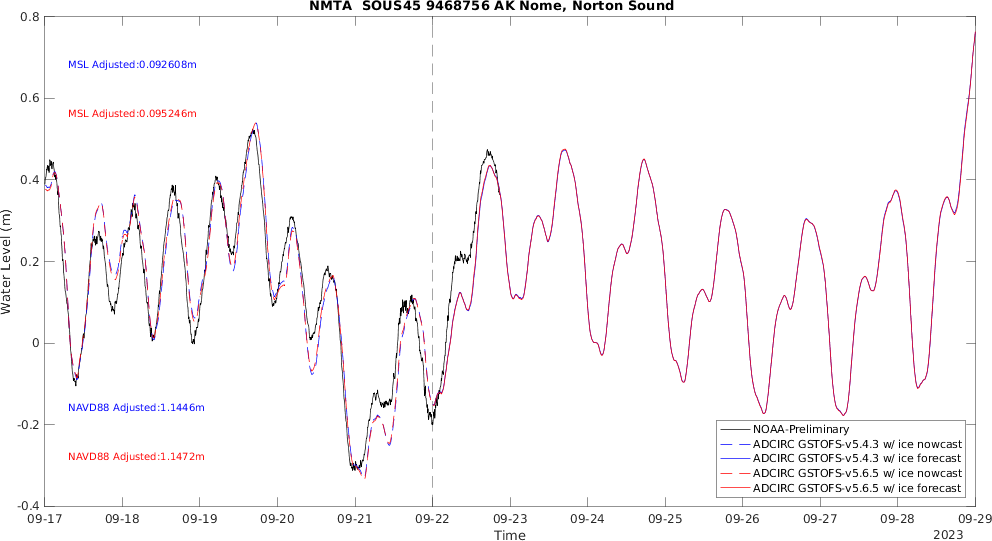 NMTA  SOUS45 9468756 AK Nome, Norton Sound
Water Level (m)
0.8
0.6
0.4
0.2
0
-0.2
-0.4
MSL Adjusted:0.092608m
MSL Adjusted:0.095246m
NAVD88 Adjusted:1.1446m
NAVD88 Adjusted:1.1472m
NOAA-Preliminary
ADCIRC GSTOFS-v5.4.3 w/ ice nowcast
ADCIRC GSTOFS-v5.4.3 w/ ice forecast
ADCIRC GSTOFS-v5.6.5 w/ ice nowcast
ADCIRC GSTOFS-v5.6.5 w/ ice forecast
09-17 09-18 09-19 09-20 09-21 09-22 09-23 09-24 09-25 09-26 09-27 09-28 09-29
Time
2023